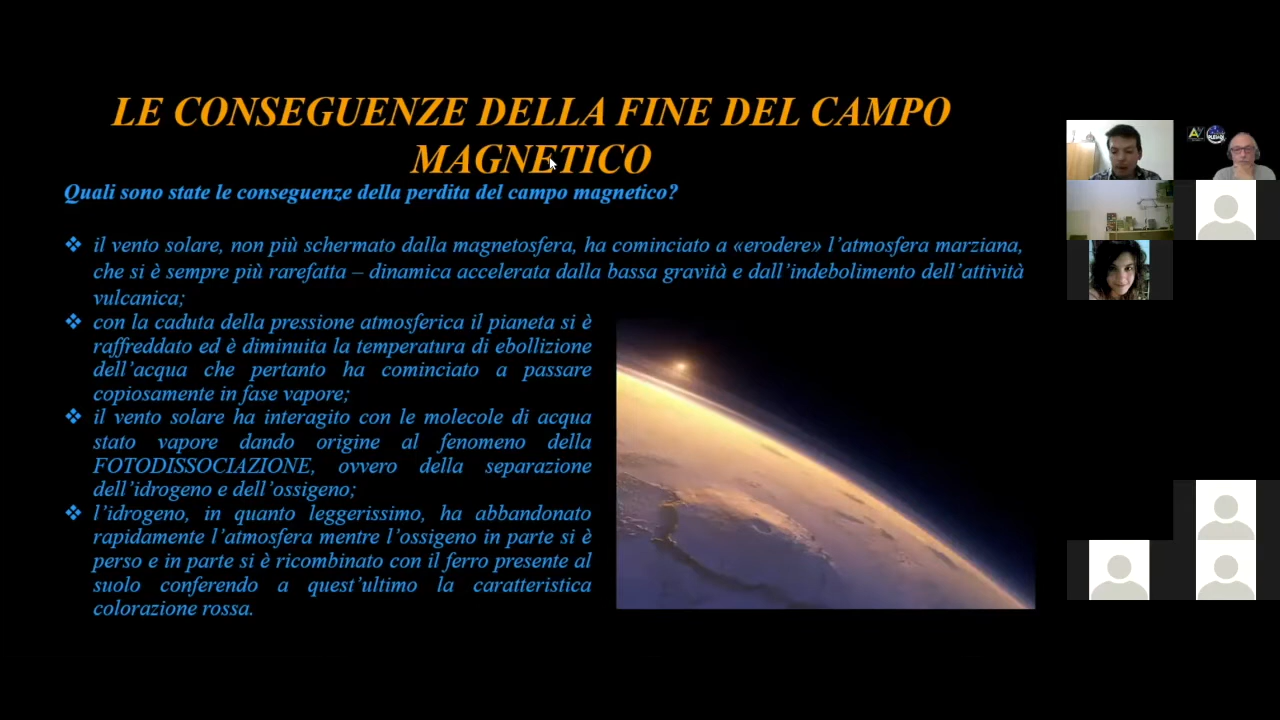 LE CONSEGUENZE DELLA FINE DEL CAMPO
MAGNETICO
Quali sono state le conseguenze della perdita del campo magnetico?
il vento solare, non più schermato dalla magnetosfera, ha cominciato a «erodere» l’atmosfera marziana,
che si è sempre più rarefatta – dinamica accelerata dalla bassa gravità e dall’indebolimento dell’attività
vulcanica;
con la caduta della pressione atmosferica il pianeta si è
raffreddato ed è diminuita la temperatura di ebollizione
dell’acqua che pertanto ha cominciato a passare
copiosamente in fase vapore;
il vento solare ha interagito con le molecole di acqua
stato vapore dando origine al fenomeno della
FOTODISSOCIAZIONE, ovvero della separazione
dell’idrogeno e dell’ossigeno;
l’idrogeno, in quanto leggerissimo, ha abbandonato
rapidamente l’atmosfera mentre l’ossigeno in parte si è
perso e in parte si è ricombinato con il ferro presente al
suolo conferendo a quest’ultimo la caratteristica
colorazione rossa.